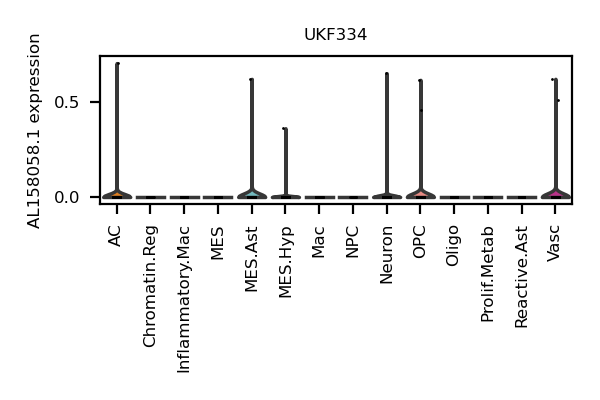 UKF334
AL158058.1 expression
0.5
0.0
AC
Chromatin.Reg
Inflammatory.Mac
MES
MES.Ast
MES.Hyp
Mac
NPC
Neuron
OPC
Oligo
Prolif.Metab
Reactive.Ast
Vasc